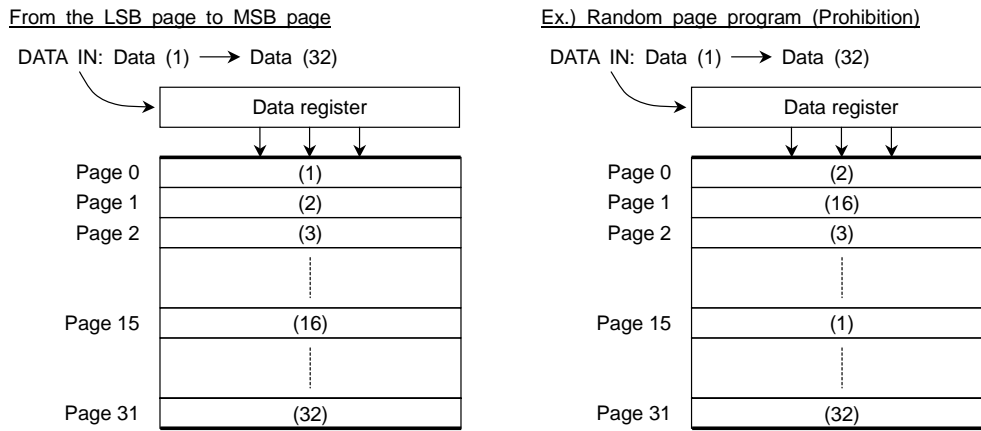 From the LSB page to MSB page
DATA IN: Data (1) → Data (32)
Data register
Page 0 (1)
Page 1 (2)
Page 2 (3)
Page 15 (16)
Page 31 (32)
Ex.) Random page program (Prohibition)
DATA IN: Data (1) → Data (32)
Data register
Page 0 (2)
Page 1 (16)
Page 2 (3)
Page 15 (1)
Page 31 (32)